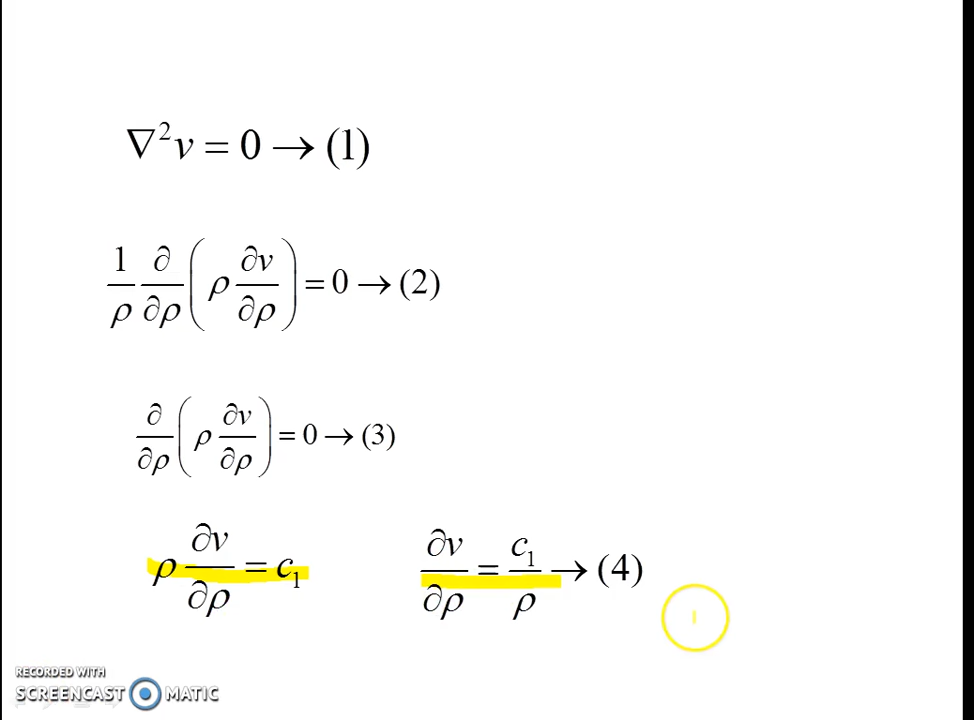 ∇²v = 0 → (1)
1/ρ ∂/∂ρ (ρ ∂v/∂ρ) = 0 → (2)
∂/∂ρ (ρ ∂v/∂ρ) = 0 → (3)
ρ ∂v/∂ρ = c₁ ∂v/∂ρ = c₁/ρ → (4)
RECORDED WITH
SCREENCAST MATIC